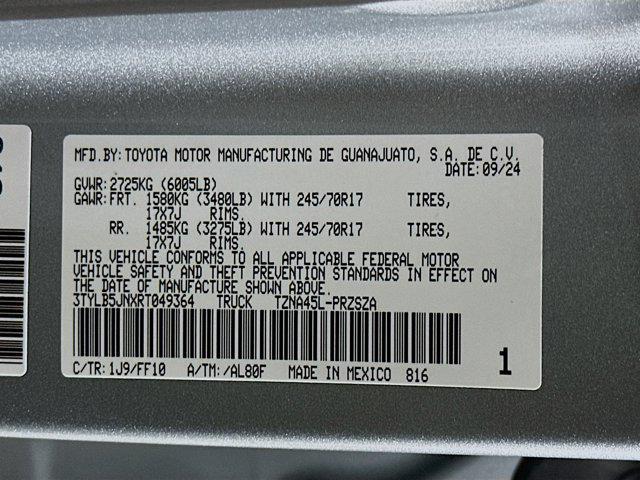 MFD.BY:TOYOTA MOTOR MANUFACTURING DE GUANAJUATO, S.A. DE C.V.
DATE:09/24
GVWR:2725KG (6005LB)
GAWR:FRT. 1580KG (3480LB) WITH 245/70R17 TIRES,
17X7J RIMS.
RR. 1485KG (3275LB) WITH 245/70R17 TIRES,
17X7J RIMS.
THIS VEHICLE CONFORMS TO ALL APPLICABLE FEDERAL MOTOR
VEHICLE SAFETY AND THEFT PREVENTION STANDARDS IN EFFECT ON
THE DATE OF MANUFACTURE SHOWN ABOVE.
3TYLB5JNXRT049364 TRUCK TZNA45L-PRZSZA
C/TR:1J9/FF10 A/TM:/AL80F MADE IN MEXICO 816
1